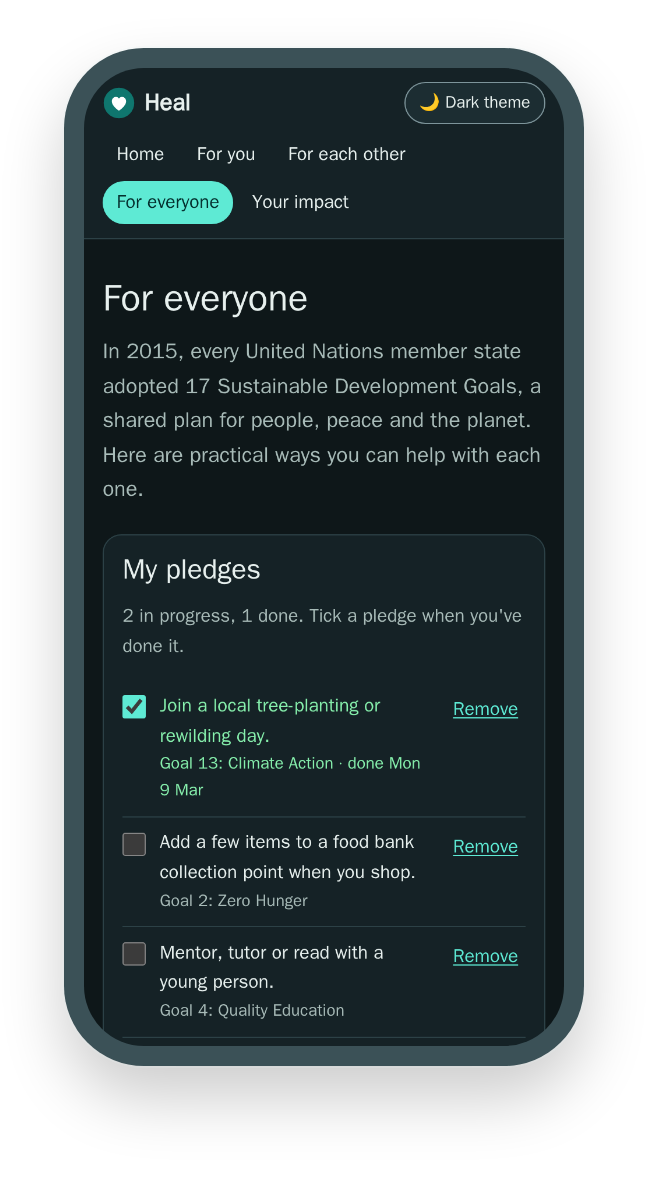 Heal
🌙 Dark theme
Home For you For each other
For everyone Your impact
For everyone
In 2015, every United Nations member state
adopted 17 Sustainable Development Goals, a
shared plan for people, peace and the planet.
Here are practical ways you can help with each
one.
My pledges
2 in progress, 1 done. Tick a pledge when you've
done it.
Join a local tree-planting or
rewilding day.
Remove
Goal 13: Climate Action · done Mon
9 Mar
Add a few items to a food bank
collection point when you shop.
Remove
Goal 2: Zero Hunger
Mentor, tutor or read with a
young person.
Remove
Goal 4: Quality Education